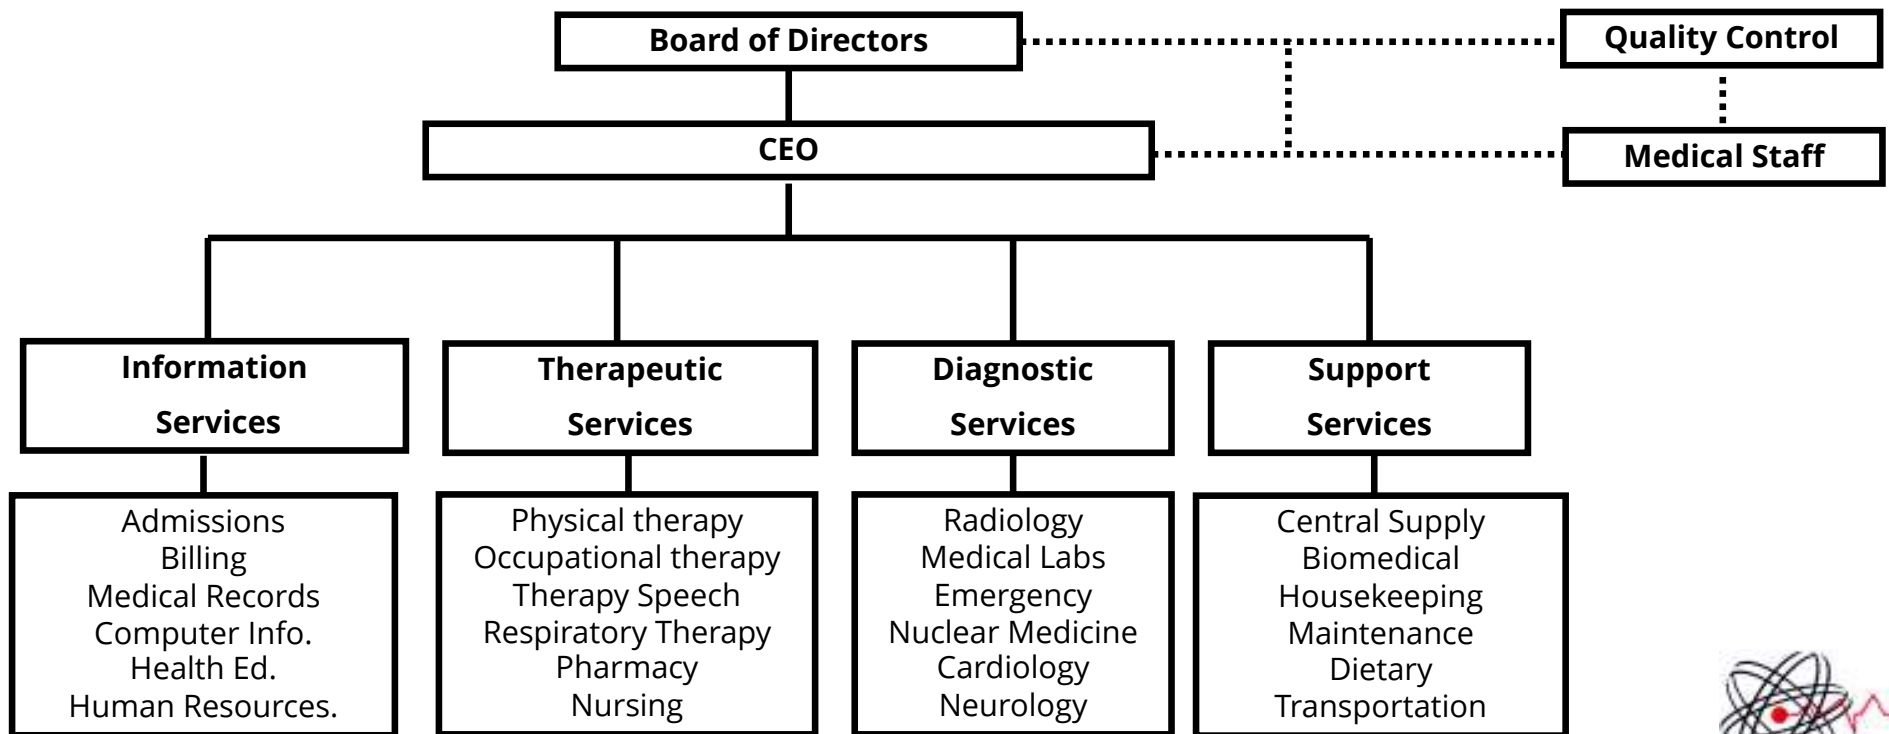 Board of Directors
Quality Control
CEO
Medical Staff
Information
Services
Therapeutic
Services
Diagnostic
Services
Support
Services
Admissions
Billing
Medical Records
Computer Info.
Health Ed.
Human Resources.
Physical therapy
Occupational therapy
Therapy Speech
Respiratory Therapy
Pharmacy
Nursing
Radiology
Medical Labs
Emergency
Nuclear Medicine
Cardiology
Neurology
Central Supply
Biomedical
Housekeeping
Maintenance
Dietary
Transportation